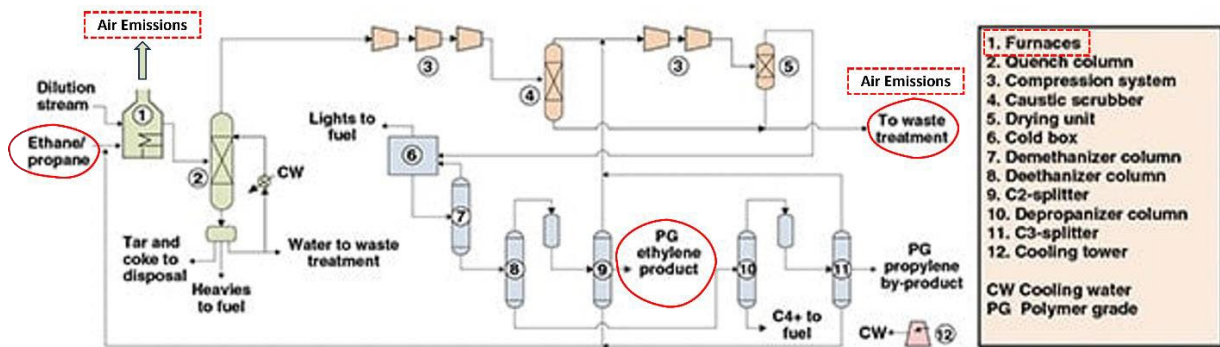 Air Emissions
Dilution
stream
Ethane/
propane
1
2
CW
Tar and
coke to
disposal
Heavies
to fuel
Water to waste
treatment
3
4
3
5
Air Emissions
To waste
treatment
Lights to
fuel
6
7
8
9
PG
ethylene
product
10
C4+ to
fuel
11
PG
propylene
by-product
CW
12
1. Furnaces
2. Quench column
3. Compression system
4. Caustic scrubber
5. Drying unit
6. Cold box
7. Demethanizer column
8. Deethanizer column
9. C2-splitter
10. Depropanizer column
11. C3-splitter
12. Cooling tower
CW Cooling water
PG Polymer grade